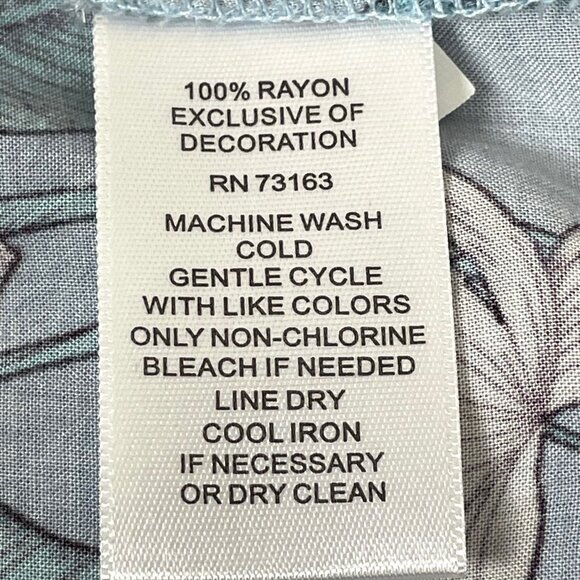 100% RAYON
EXCLUSIVE OF
DECORATION
RN 73163
MACHINE WASH
COLD
GENTLE CYCLE
WITH LIKE COLORS
ONLY NON-CHLORINE
BLEACH IF NEEDED
LINE DRY
COOL IRON
IF NECESSARY
OR DRY CLEAN